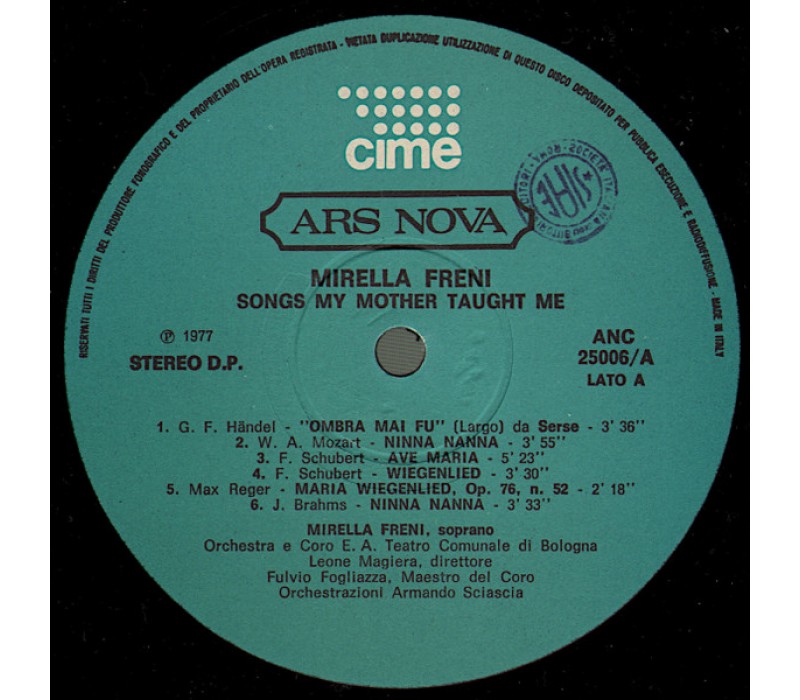 RISERVATI TUTTI I DIRITTI DEL PRODUTTORE FONOGRAFICO E DEL PROPRIETARIO DELL'OPERA REGISTRATA - VIETATA DUPLICAZIONE UTILIZZAZIONE DI QUESTO DISCO DEPOSITATO PER PUBBLICA ESECUZIONE E RADIODIFFUSIONE - MADE IN ITALY
cime
ARS NOVA
SIAE
MIRELLA FRENI
SONGS MY MOTHER TAUGHT ME
℗ 1977
STEREO D.P.
ANC
25006/A
LATO A
1. G. F. Händel - "OMBRA MAI FU" (Largo) da Serse - 3' 36''
2. W. A. Mozart - NINNA NANNA - 3' 55''
3. F. Schubert - AVE MARIA - 5' 23''
4. F. Schubert - WIEGENLIED - 3' 30''
5. Max Reger - MARIA WIEGENLIED, Op. 76, n. 52 - 2' 18''
6. J. Brahms - NINNA NANNA - 3' 33''
MIRELLA FRENI, soprano
Orchestra e Coro E. A. Teatro Comunale di Bologna
Leone Magiera, direttore
Fulvio Fogliazza, Maestro del Coro
Orchestrazioni Armando Sciascia